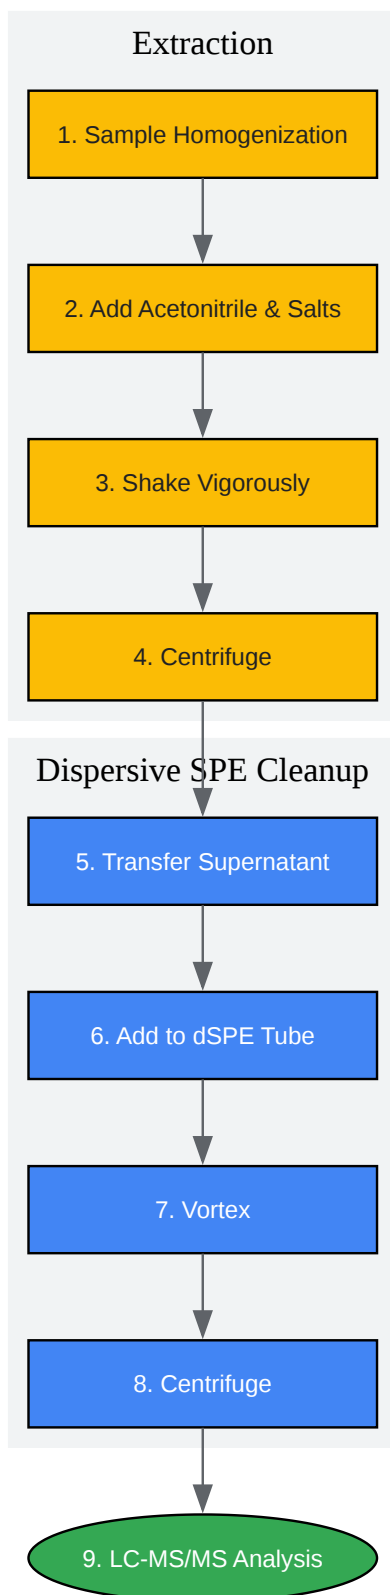 Extraction
1. Sample Homogenization
2. Add Acetonitrile & Salts
3. Shake Vigorously
4. Centrifuge
Dispersive SPE Cleanup
5. Transfer Supernatant
6. Add to dSPE Tube
7. Vortex
8. Centrifuge
9. LC-MS/MS Analysis